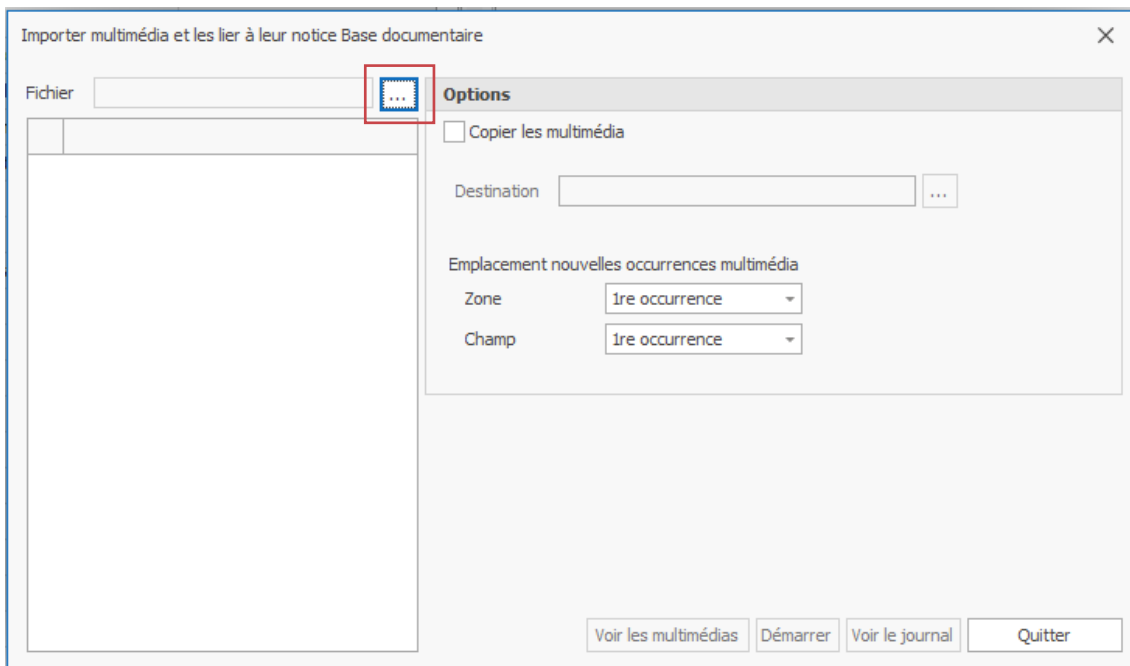 Importer multimédia et les lier à leur notice Base documentaire
Fichier
...
Options
Copier les multimédia
Destination
...
Emplacement nouvelles occurrences multimédia
Zone
1re occurrence
Champ
1re occurrence
Voir les multimédias
Démarrer
Voir le journal
Quitter